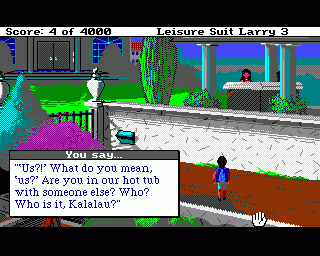 Score: 4 of 4000 Leisure Suit Larry 3
You say...
"'Us?!' What do you mean,
'us?' Are you in our hot tub
with someone else? Who?
Who is it, Kalalau?"